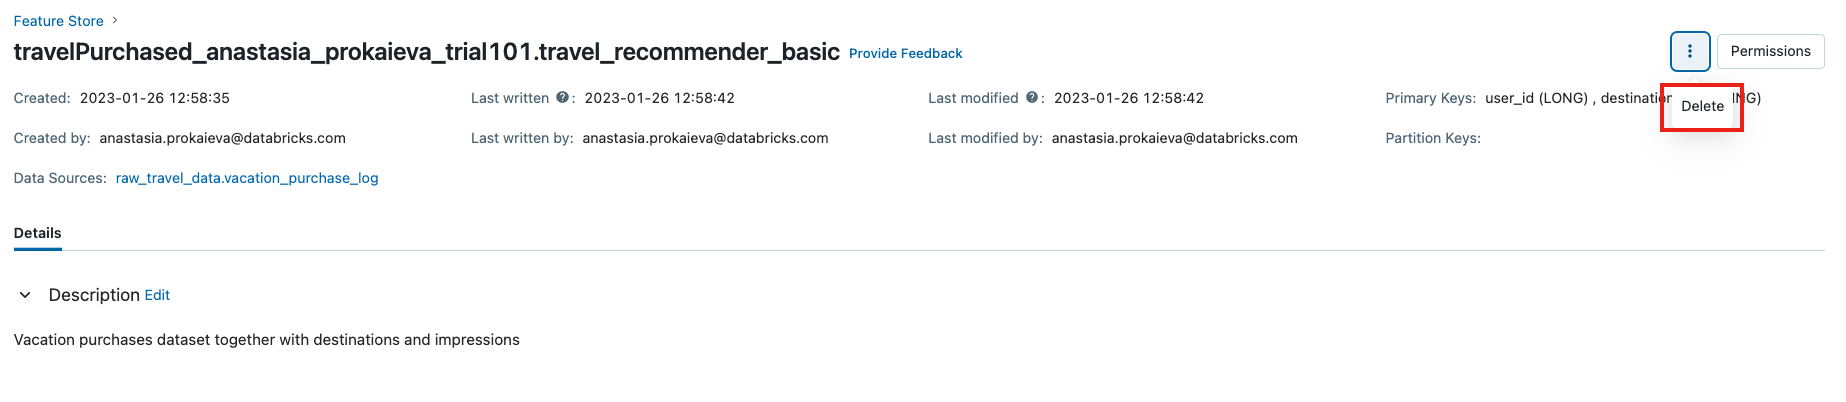 Feature Store >
travelPurchased_anastasia_prokaieva_trial101.travel_recommender_basic Provide Feedback Permissions
Created: 2023-01-26 12:58:35 Last written ?: 2023-01-26 12:58:42 Last modified ?: 2023-01-26 12:58:42 Primary Keys: user_id (LONG) , destination NG)
Delete
Created by: anastasia.prokaieva@databricks.com Last written by: anastasia.prokaieva@databricks.com Last modified by: anastasia.prokaieva@databricks.com Partition Keys:
Data Sources: raw_travel_data.vacation_purchase_log
Details
Description Edit
Vacation purchases dataset together with destinations and impressions